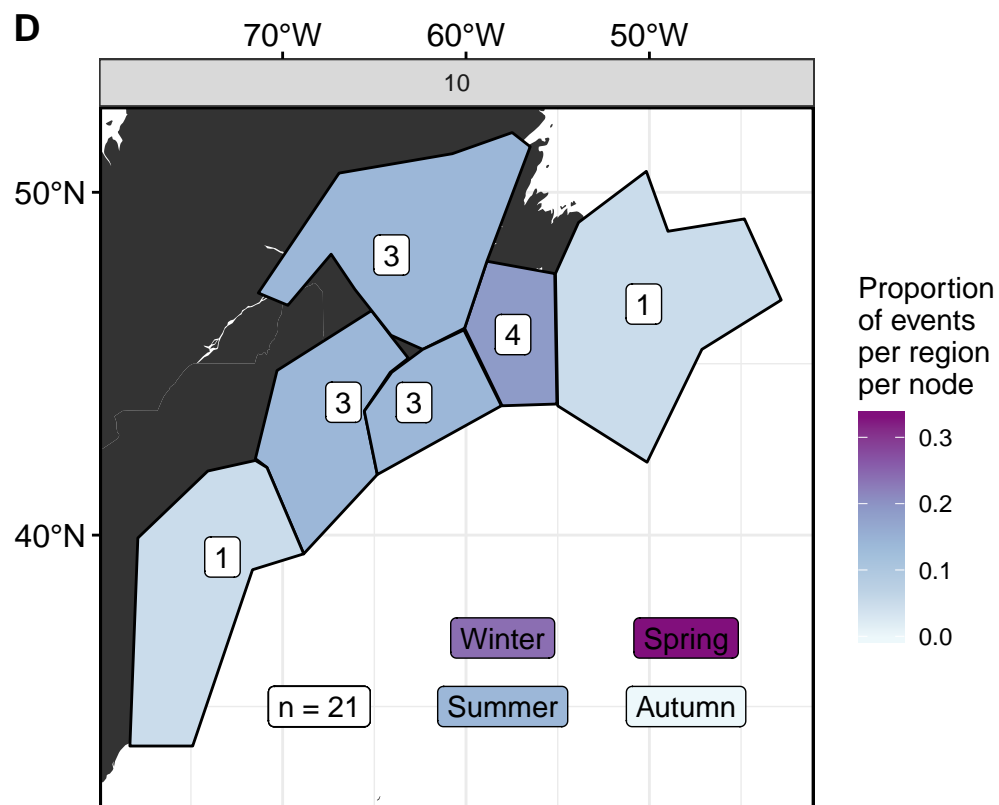 D
70°W 60°W 50°W
10
50°N
40°N
3
1
4
3
3
1
Winter
Spring
n = 21
Summer
Autumn
Proportion
of events
per region
per node
0.3
0.2
0.1
0.0